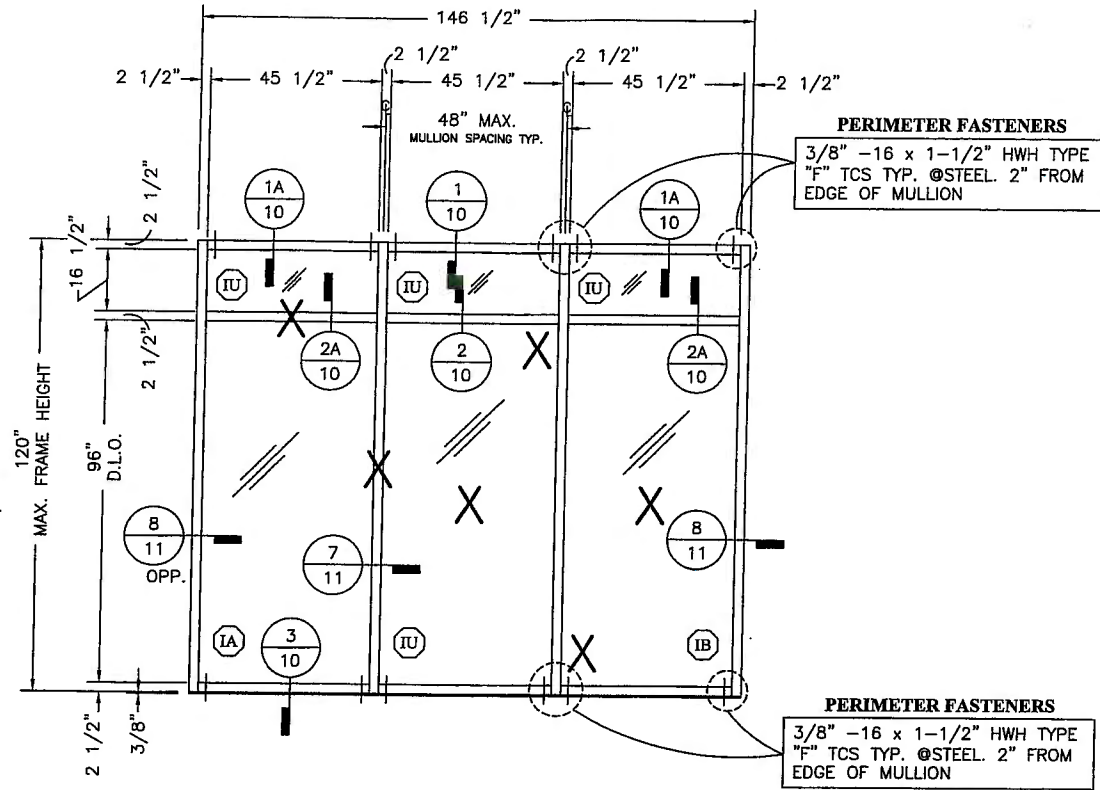 146 1/2"
2 1/2"
2 1/2"
2 1/2" 45 1/2" 45 1/2" 45 1/2" 2 1/2"
48" MAX.
MULLION SPACING TYP.
PERIMETER FASTENERS
3/8" -16 x 1-1/2" HWH TYPE
"F" TCS TYP. @STEEL. 2" FROM
EDGE OF MULLION
1A
10
1
10
1A
10
2 1/2"
16 1/2"
2 1/2"
IU
IU
IU
2A
10
2
10
2A
10
120"
MAX. FRAME HEIGHT
96"
D.L.O.
X
X
X
X
X
X
8
11
OPP.
7
11
8
11
IA
3
10
IU
IB
2 1/2"
3/8"
PERIMETER FASTENERS
3/8" -16 x 1-1/2" HWH TYPE
"F" TCS TYP. @STEEL. 2" FROM
EDGE OF MULLION